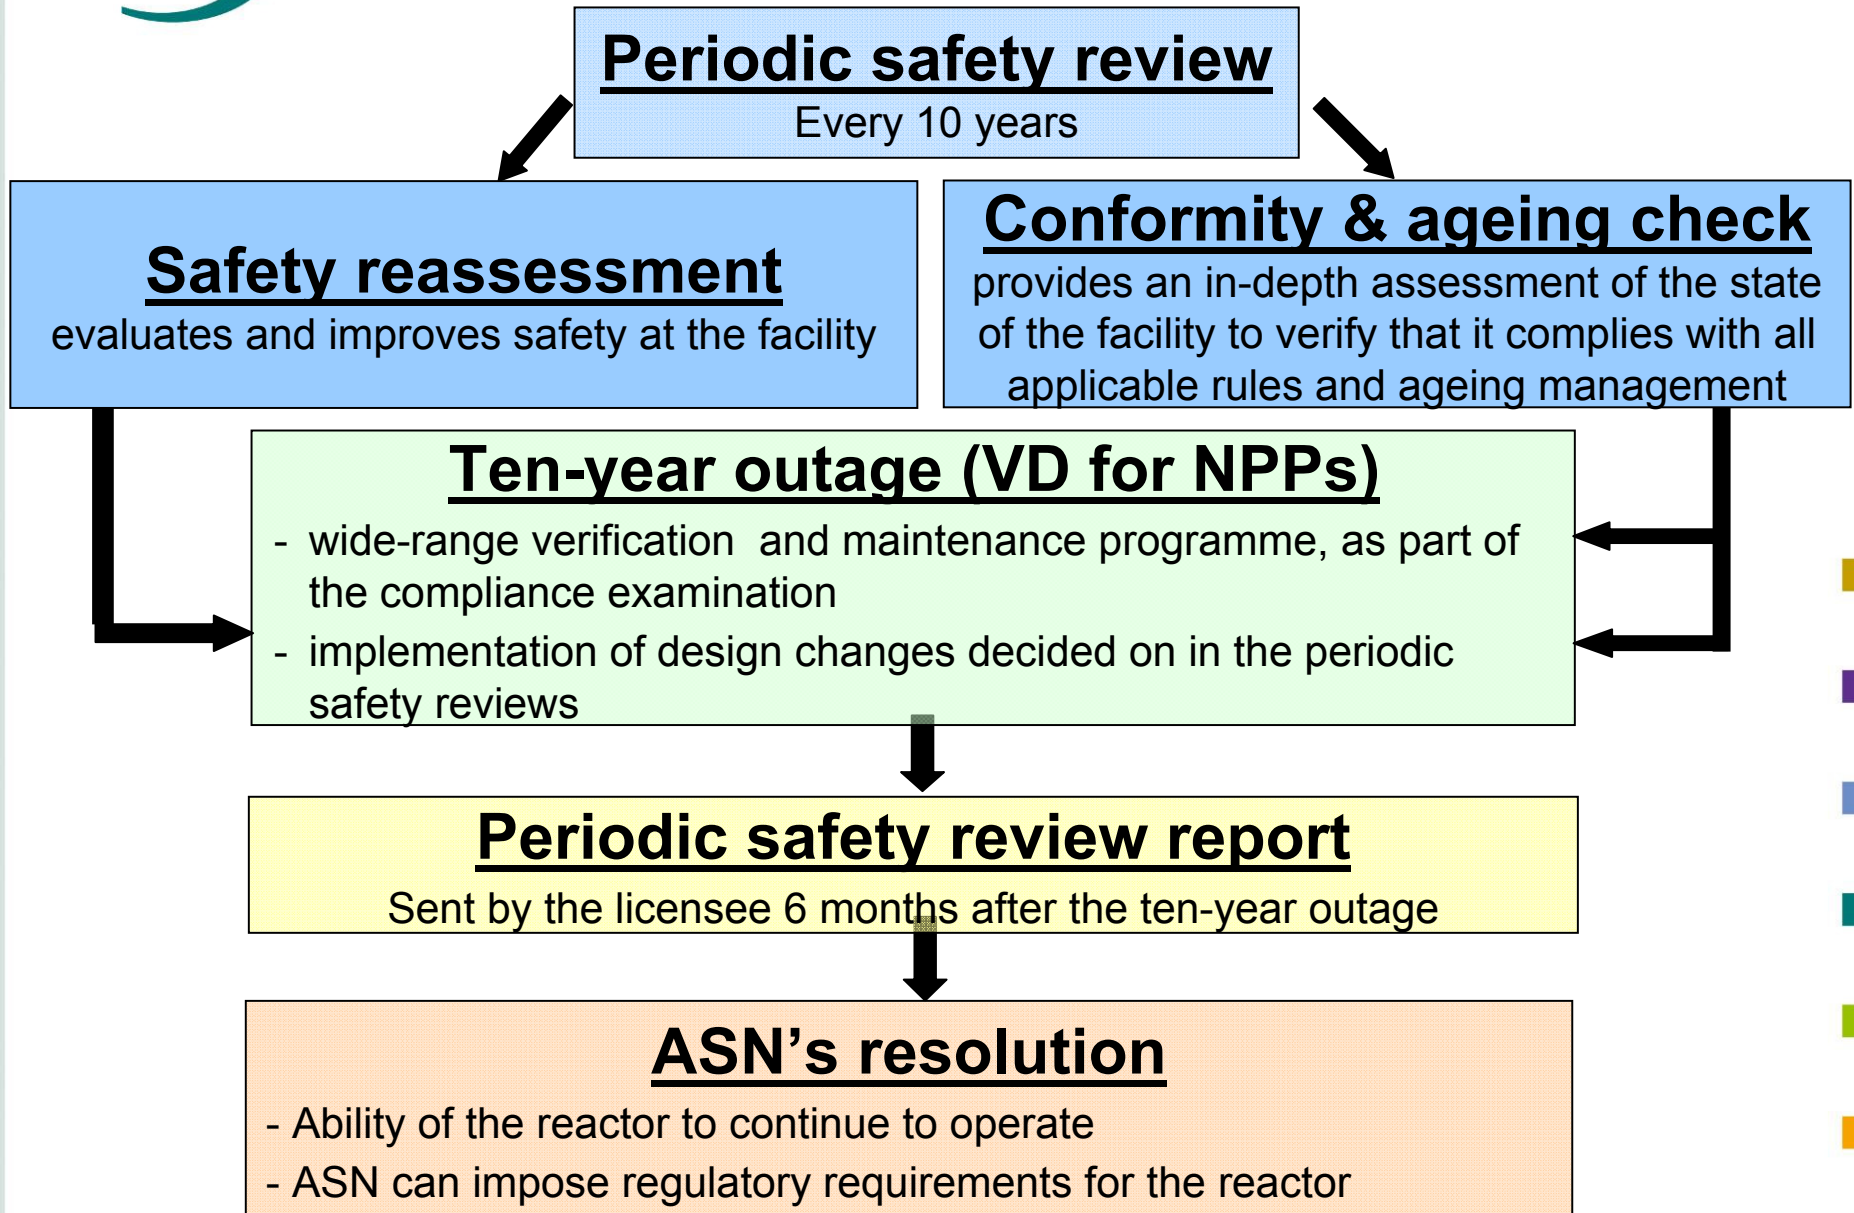 Periodic safety review
Every 10 years
Safety reassessment
evaluates and improves safety at the facility
Conformity & ageing check
provides an in-depth assessment of the state
of the facility to verify that it complies with all
applicable rules and ageing management
Ten-year outage (VD for NPPs)
- wide-range verification and maintenance programme, as part of
the compliance examination
- implementation of design changes decided on in the periodic
safety reviews
Periodic safety review report
Sent by the licensee 6 months after the ten-year outage
ASN’s resolution
- Ability of the reactor to continue to operate
- ASN can impose regulatory requirements for the reactor